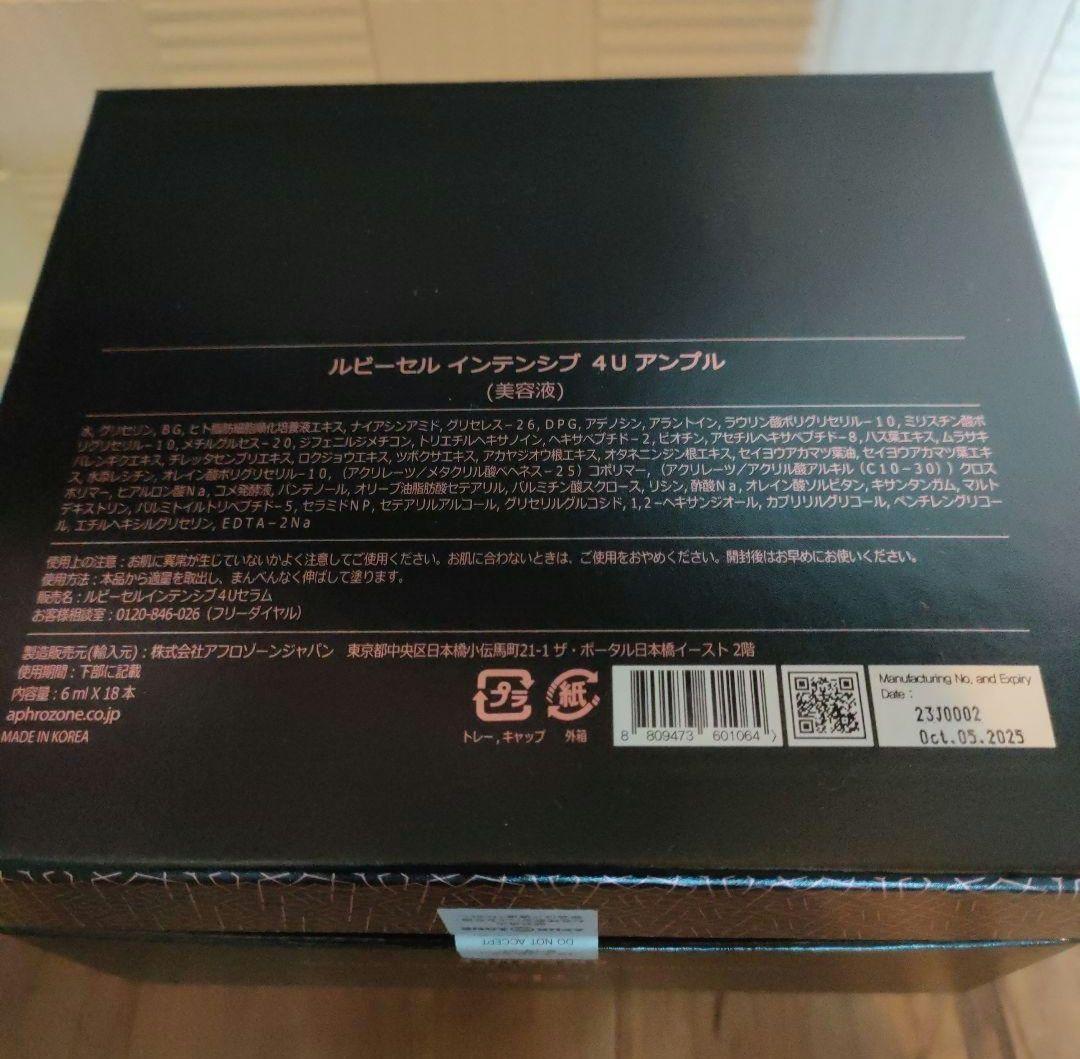 ルビーセル インテンシブ 4U アンプル
(美容液)
水, グリセリン, BG, ヒト脂肪細胞順化培養液エキス, ナイアシンアミド, グリセレス-26, DPG, アデノシン, アラントイン, ラウリン酸ポリグリセリル-10, ミリスチン酸ポ
リグリセリル-10, メチルグルセス-20, ジフェニルジメチコン, トリエチルヘキサノイン, ヘキサペプチド-2, ビオチン, アセチルヘキサペプチド-8, ハス葉エキス, ムラサキ
バレンギクエキス, チレッタセンブリエキス, ロクジョウエキス, ツボクサエキス, アカヤジオウ根エキス, オタネニンジン根エキス, セイヨウアカマツ葉油, セイヨウアカマツ葉エキ
ス, 水添レシチン, オレイン酸ポリグリセリル-10, (アクリレーツ/メタクリル酸ベヘネス-25) コポリマー, (アクリレーツ/アクリル酸アルキル(C10-30)) クロス
ポリマー, ヒアルロン酸Na, コメ発酵液, パンテノール, オリーブ油脂肪酸セテアリル, パルミチン酸スクロース, リシン, 酢酸Na, オレイン酸ソルビタン, キサンタンガム, マルト
デキストリン, パルミトイルトリペプチド-5, セラミドNP, セテアリルアルコール, グリセリルグルコシド, 1,2-ヘキサンジオール, カプリリルグリコール, ペンチレングリコー
ル, エチルヘキシルグリセリン, EDTA-2Na
使用上の注意:お肌に異常が生じていないかよく注意してご使用ください。お肌に合わないときは、ご使用をおやめください。開封後はお早めにお使いください。
使用方法:本品から適量を取出し、まんべんなく伸ばして塗ります。
販売名:ルビーセルインテンシブ4Uセラム
お客様相談室:0120-846-026 (フリーダイヤル)
製造販売元(輸入元):株式会社アフロゾーンジャパン 東京都中央区日本橋小伝馬町21-1 ザ・ポータル日本橋イースト 2階
使用期間:下部に記載
内容量:6 ml X 18 本
aphrozone.co.jp
MADE IN KOREA
プラ
トレー, キャップ
紙
外箱
8 809473 601064
Manufacturing No. and Expiry
Date :
23J0002
Oct.05.2025
DO NOT ACCEPT